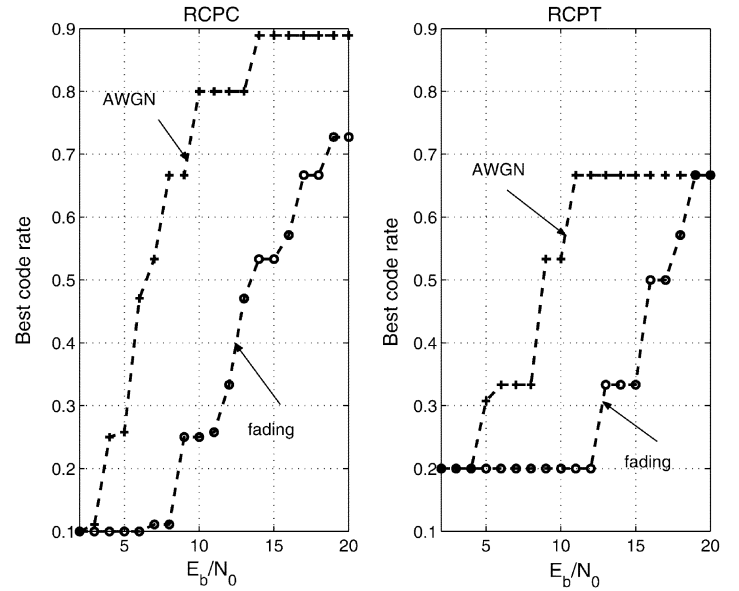 RCPC
0.9
0.8
0.7
0.6
0.5
0.4
0.3
0.2
0.1
Best code rate
AWGN
fading
5 10 15 20
E_b/N_0
RCPT
0.9
0.8
0.7
0.6
0.5
0.4
0.3
0.2
0.1
Best code rate
AWGN
fading
5 10 15 20
E_b/N_0